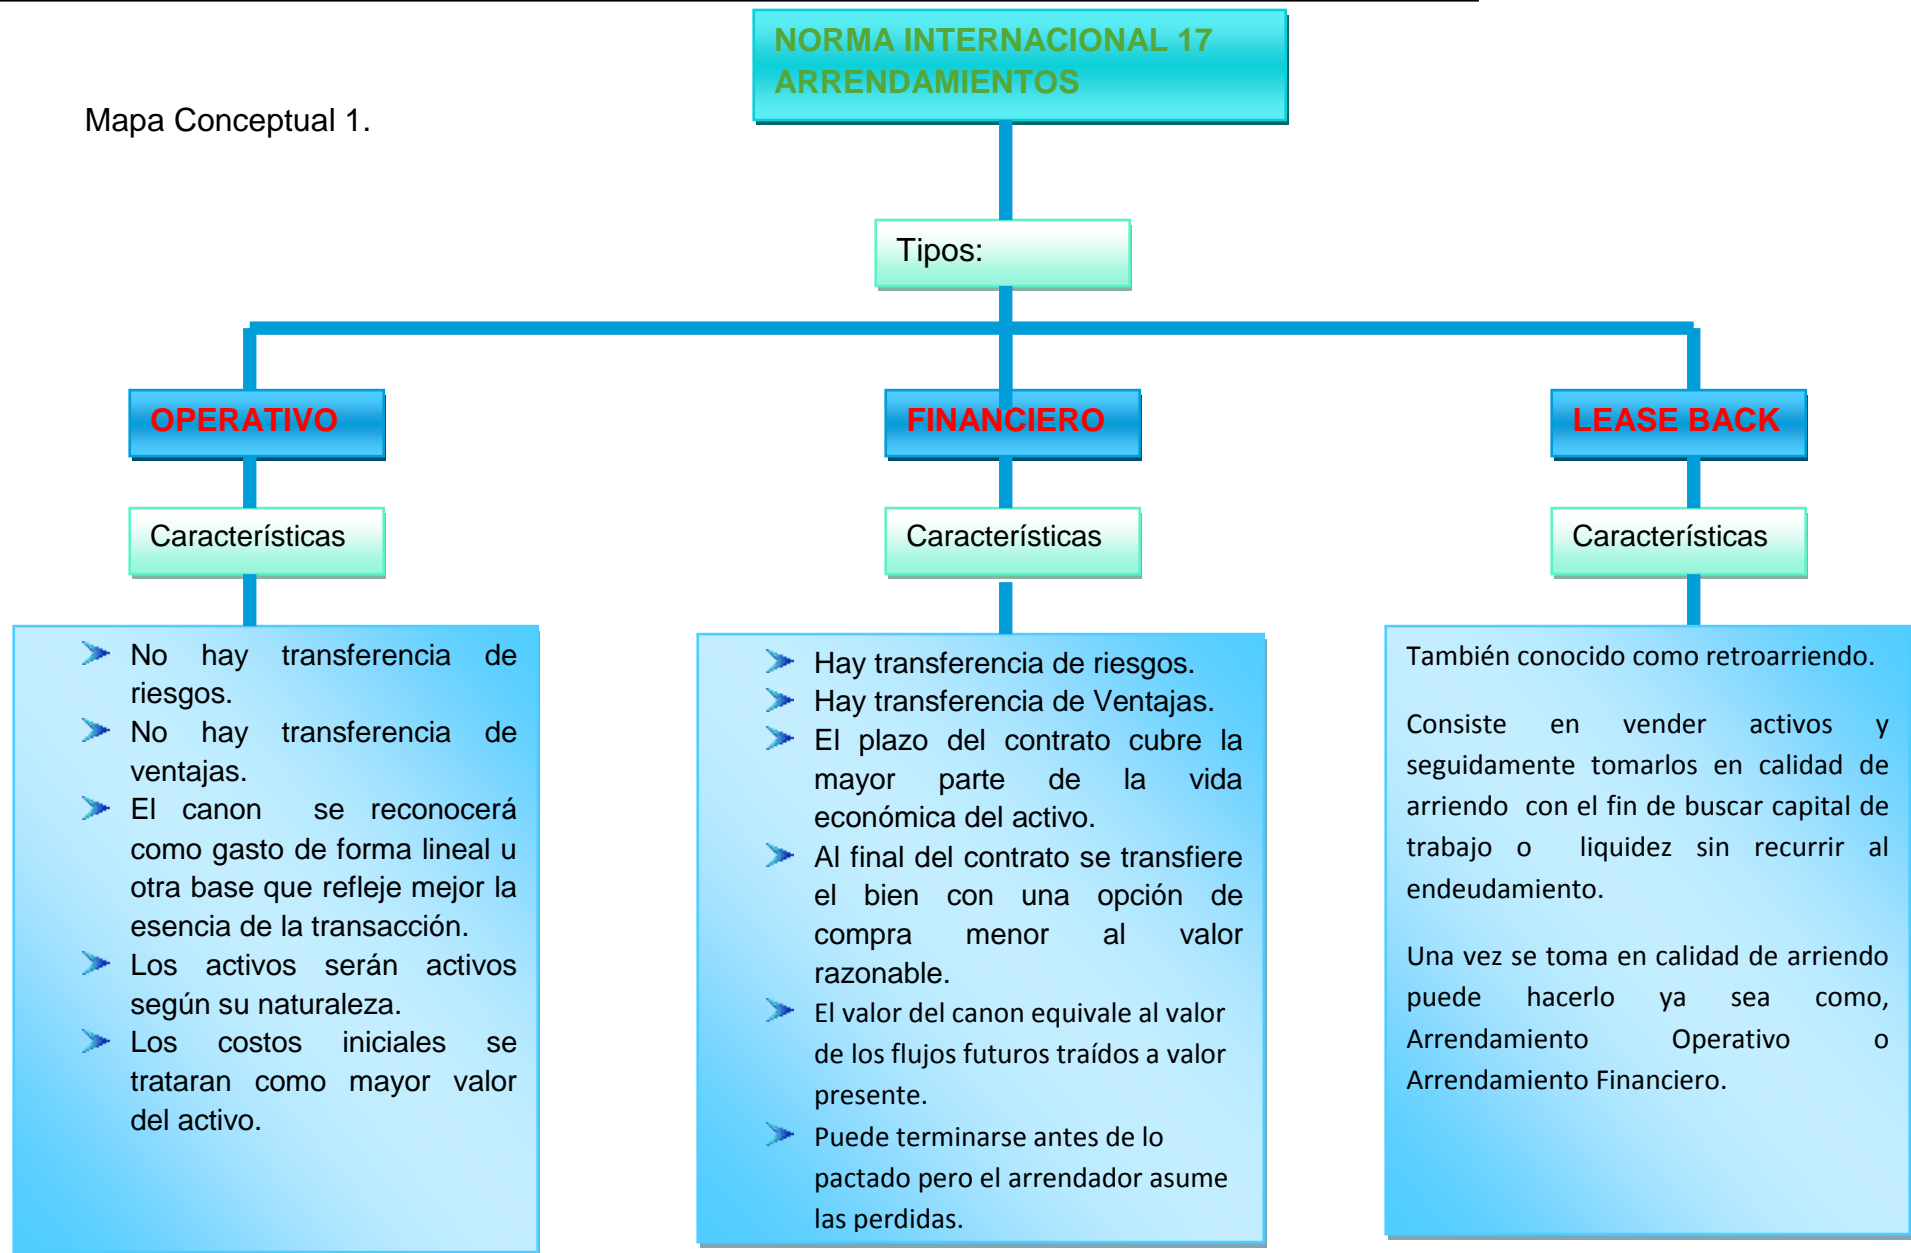 NORMA INTERNACIONAL 17
ARRENDAMIENTOS
Mapa Conceptual 1.
Tipos:
OPERATIVO
Características
No hay transferencia de
riesgos.
No hay transferencia de
ventajas.
El canon se reconocerá
como gasto de forma lineal u
otra base que refleje mejor la
esencia de la transacción.
Los activos serán activos
según su naturaleza.
Los costos iniciales se
trataran como mayor valor
del activo.
FINANCIERO
Características
Hay transferencia de riesgos.
Hay transferencia de Ventajas.
El plazo del contrato cubre la
mayor parte de la vida
económica del activo.
Al final del contrato se transfiere
el bien con una opción de
compra menor al valor
razonable.
El valor del canon equivale al valor
de los flujos futuros traídos a valor
presente.
Puede terminarse antes de lo
pactado pero el arrendador asume
las perdidas.
LEASE BACK
Características
También conocido como retroarriendo.
Consiste en vender activos y
seguidamente tomarlos en calidad de
arriendo con el fin de buscar capital de
trabajo o liquidez sin recurrir al
endeudamiento.
Una vez se toma en calidad de arriendo
puede hacerlo ya sea como,
Arrendamiento Operativo o
Arrendamiento Financiero.